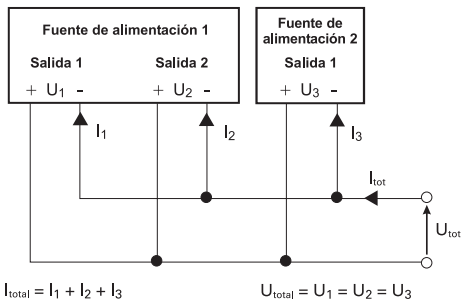 Fuente de alimentación 1
Salida 1
Salida 2
+ U1 -
+ U2 -
Fuente de
alimentación 2
Salida 1
+ U3 -
I1
I2
I3
Itot
Utot
Itotal = I1 + I2 + I3
Utotal = U1 = U2 = U3